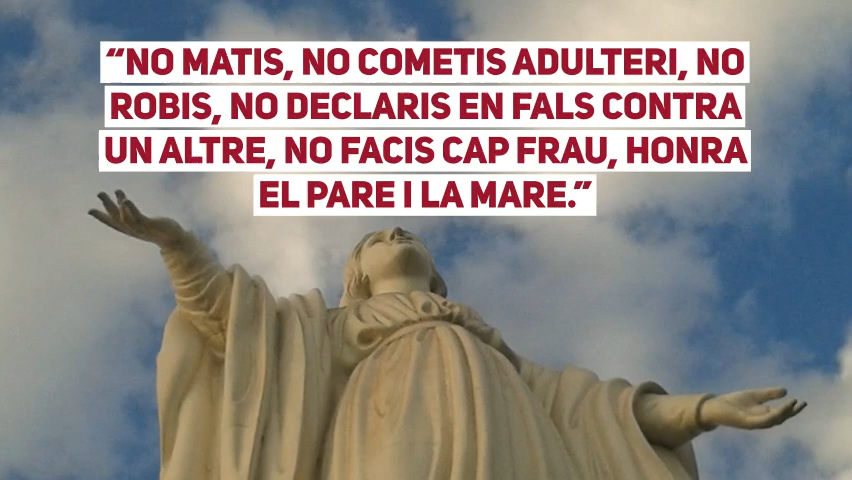 “NO MATIS, NO COMETIS ADULTERI, NO
ROBIS, NO DECLARIS EN FALS CONTRA
UN ALTRE, NO FACIS CAP FRAU, HONRA
EL PARE I LA MARE.”